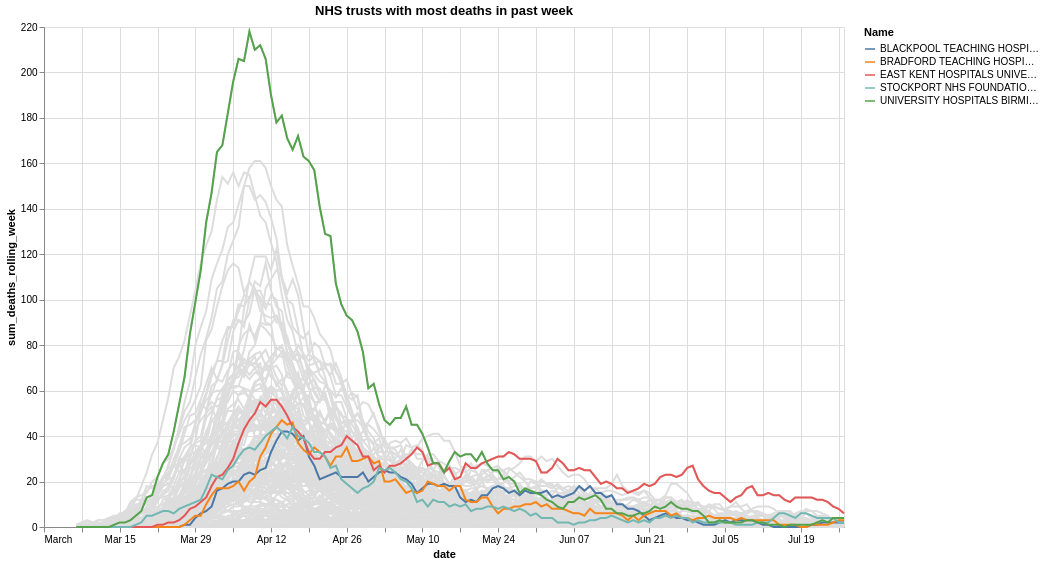 NHS trusts with most deaths in past week
220
200
180
160
140
120
100
80
60
40
20
0
sum_deaths_rolling_week
March
Mar 15
Mar 29
Apr 12
Apr 26
May 10
May 24
Jun 07
Jun 21
Jul 05
Jul 19
date
Name
BLACKPOOL TEACHING HOSPI…
BRADFORD TEACHING HOSPI…
EAST KENT HOSPITALS UNIVE…
STOCKPORT NHS FOUNDATIO…
UNIVERSITY HOSPITALS BIRMI…